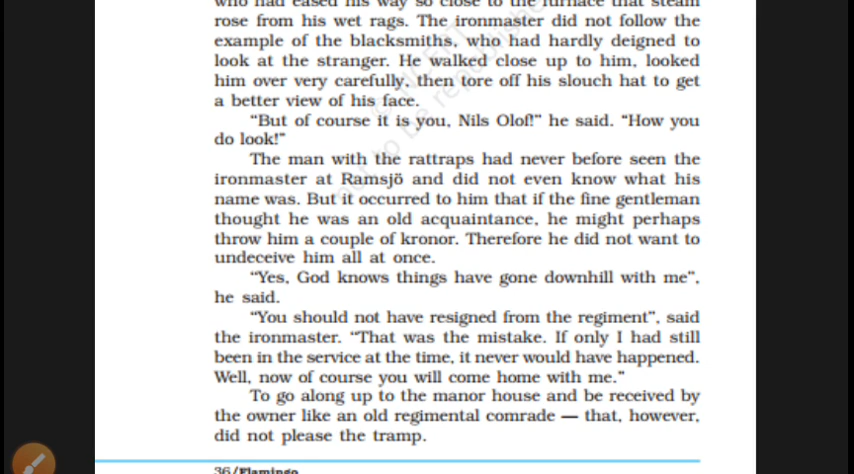 who had eased his way so close to the furnace that steam
rose from his wet rags. The ironmaster did not follow the
example of the blacksmiths, who had hardly deigned to
look at the stranger. He walked close up to him, looked
him over very carefully, then tore off his slouch hat to get
a better view of his face.
“But of course it is you, Nils Olof!” he said. “How you
do look!”
The man with the rattraps had never before seen the
ironmaster at Ramsjö and did not even know what his
name was. But it occurred to him that if the fine gentleman
thought he was an old acquaintance, he might perhaps
throw him a couple of kronor. Therefore he did not want to
undeceive him all at once.
“Yes, God knows things have gone downhill with me”,
he said.
“You should not have resigned from the regiment”, said
the ironmaster. “That was the mistake. If only I had still
been in the service at the time, it never would have happened.
Well, now of course you will come home with me.”
To go along up to the manor house and be received by
the owner like an old regimental comrade — that, however,
did not please the tramp.
36/Flamingo
not to be republished